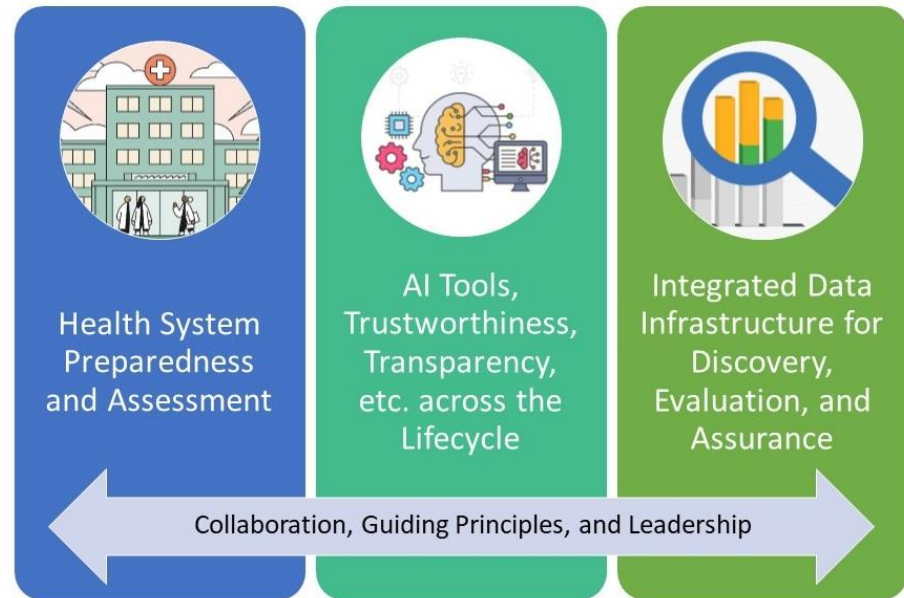 Health System
Preparedness
and Assessment
AI Tools,
Trustworthiness,
Transparency,
etc. across the
Lifecycle
Integrated Data
Infrastructure for
Discovery,
Evaluation, and
Assurance
Collaboration, Guiding Principles, and Leadership